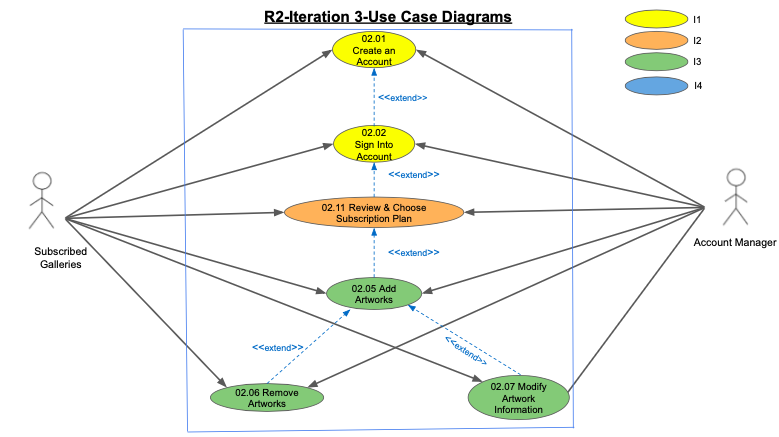 R2-Iteration 3-Use Case Diagrams
I1
I2
I3
I4
02.01
Create an
Account
<<extend>>
02.02
Sign Into
Account
<<extend>>
02.11 Review & Choose
Subscription Plan
Subscribed
Galleries
Account Manager
<<extend>>
02.05 Add
Artworks
<<extend>>
<<extend>>
02.06 Remove
Artworks
02.07 Modify
Artwork
Information